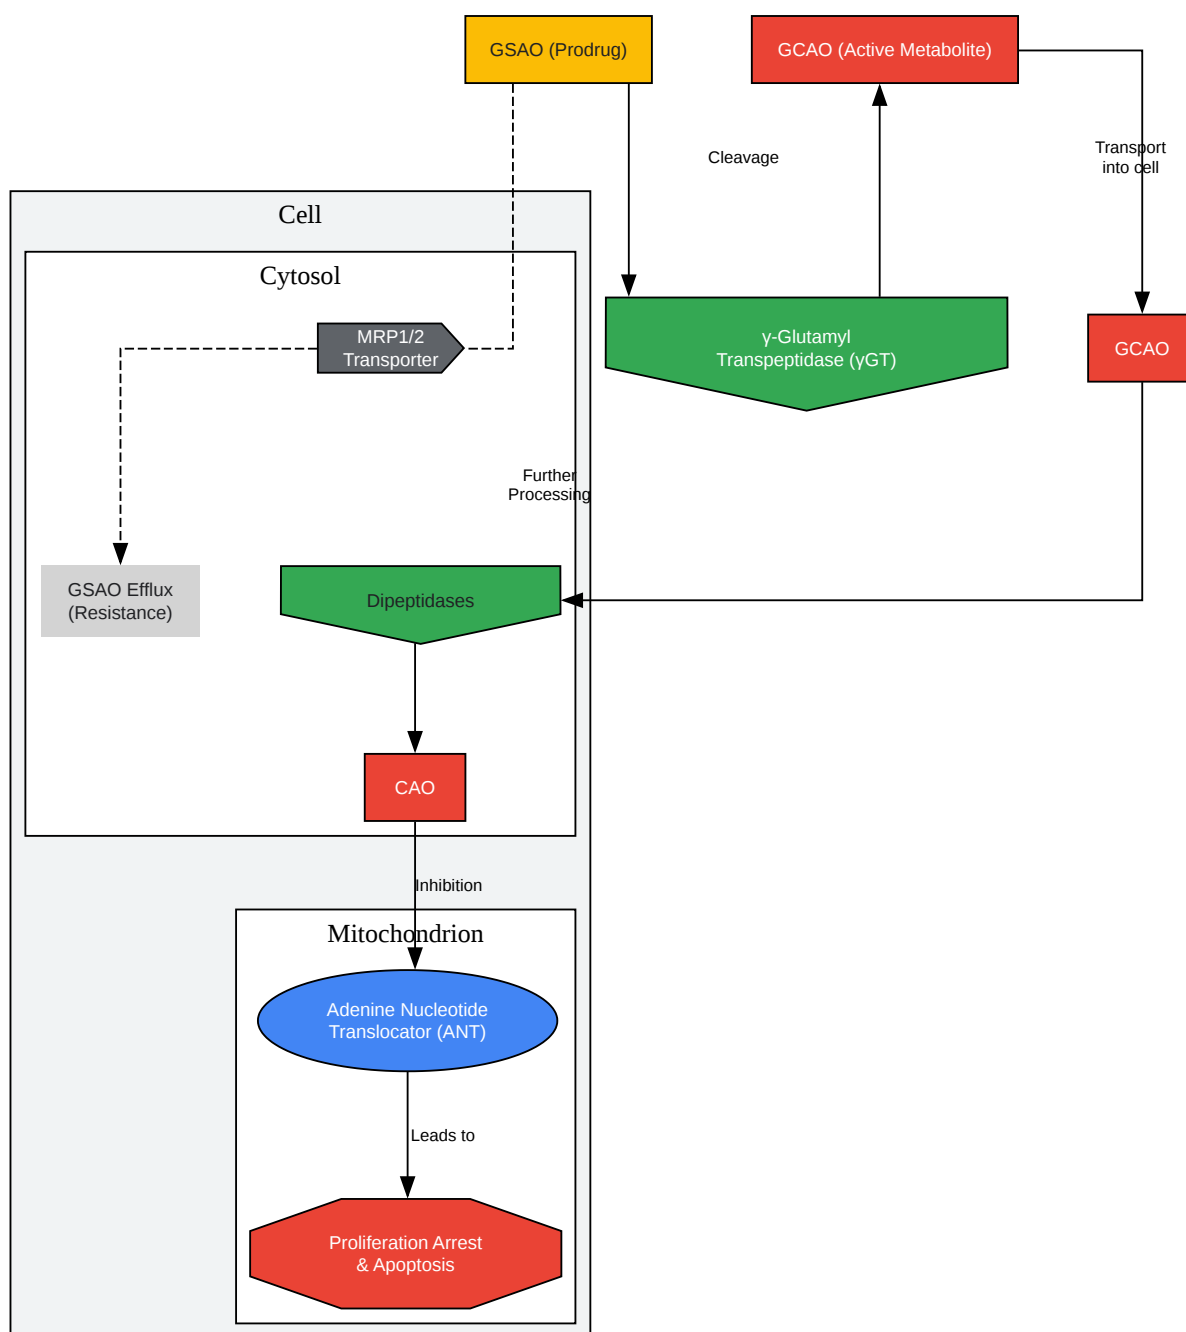 GSAO (Prodrug)
GCAO (Active Metabolite)
Cleavage
Transport
into cell
Cell
Cytosol
MRP1/2
Transporter
γ-Glutamyl
Transpeptidase (γGT)
GCAO
Further
Processing
GSAO Efflux
(Resistance)
Dipeptidases
CAO
Inhibition
Mitochondrion
Adenine Nucleotide
Translocator (ANT)
Leads to
Proliferation Arrest
& Apoptosis